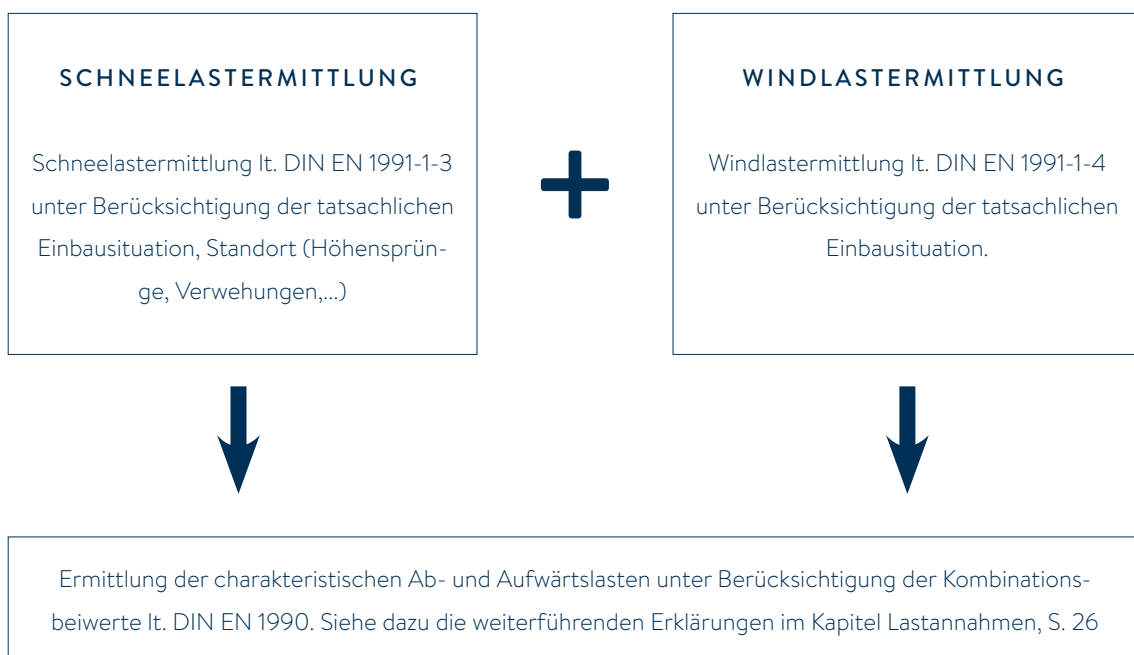 SCHNEELASTERMITTLUNG
Schneelastermittlung lt. DIN EN 1991-1-3
unter Berücksichtigung der tatsachlichen
Einbausituation, Standort (Höhensprün-
ge, Verwehungen,...)
WINDLASTERMITTLUNG
Windlastermittlung lt. DIN EN 1991-1-4
unter Berücksichtigung der tatsachlichen
Einbausituation.
Ermittlung der charakteristischen Ab- und Aufwärtslasten unter Berücksichtigung der Kombinations-
beiwerte lt. DIN EN 1990. Siehe dazu die weiterführenden Erklärungen im Kapitel Lastannahmen, S. 26